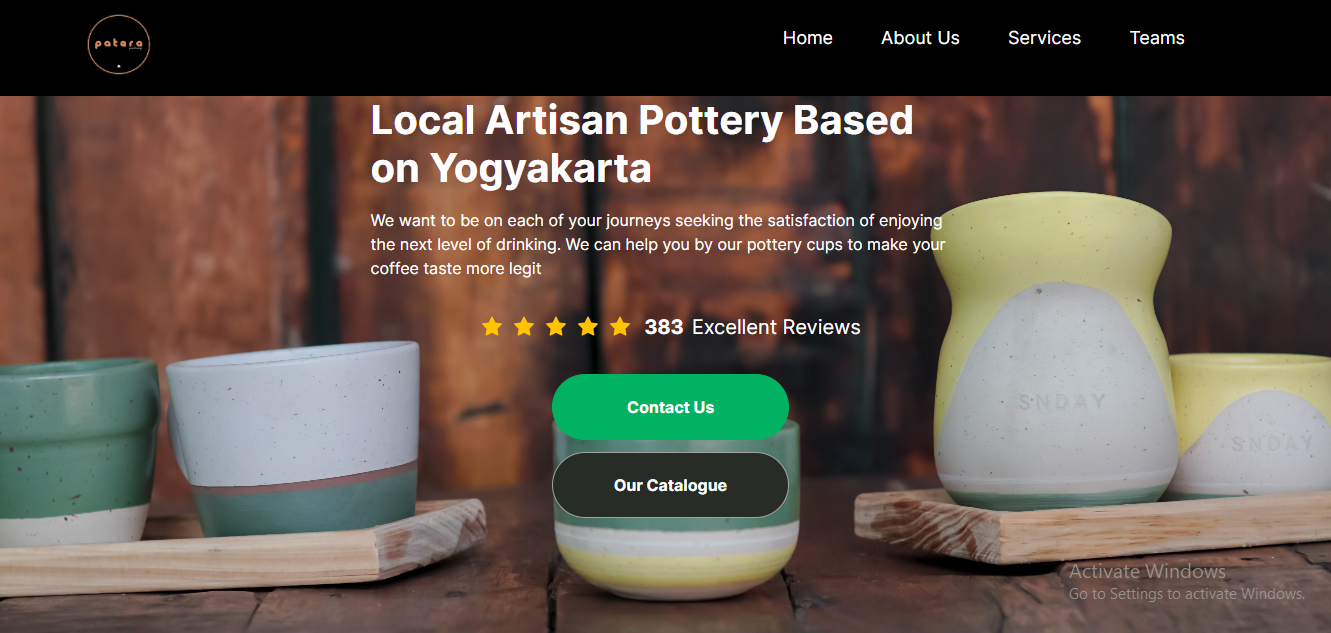 patera
Home About Us Services Teams
Local Artisan Pottery Based
on Yogyakarta
We want to be on each of your journeys seeking the satisfaction of enjoying
the next level of drinking. We can help you by our pottery cups to make your
coffee taste more legit
383 Excellent Reviews
Contact Us
SNDAY
SNDAY
Our Catalogue
Activate Windows
Go to Settings to activate Windows.